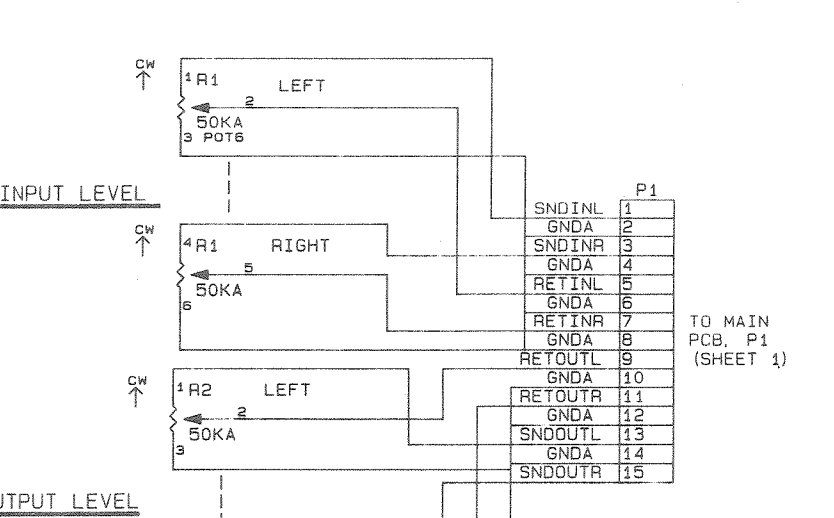 CW
1 R1 LEFT
2
50KA
3 POT6
INPUT LEVEL
P1
SNDINL 1
GNDA 2
CW
4 R1 RIGHT
SNDINR 3
GNDA 4
5
50KA
RETINL 5
6
GNDA 6
RETINR 7
GNDA 8
TO MAIN
PCB, P1
(SHEET 1)
RETOUTL 9
CW
1 R2 LEFT
GNDA 10
RETOUTR 11
2
GNDA 12
50KA
SNDOUTL 13
3
GNDA 14
SNDOUTR 15
UTPUT LEVEL